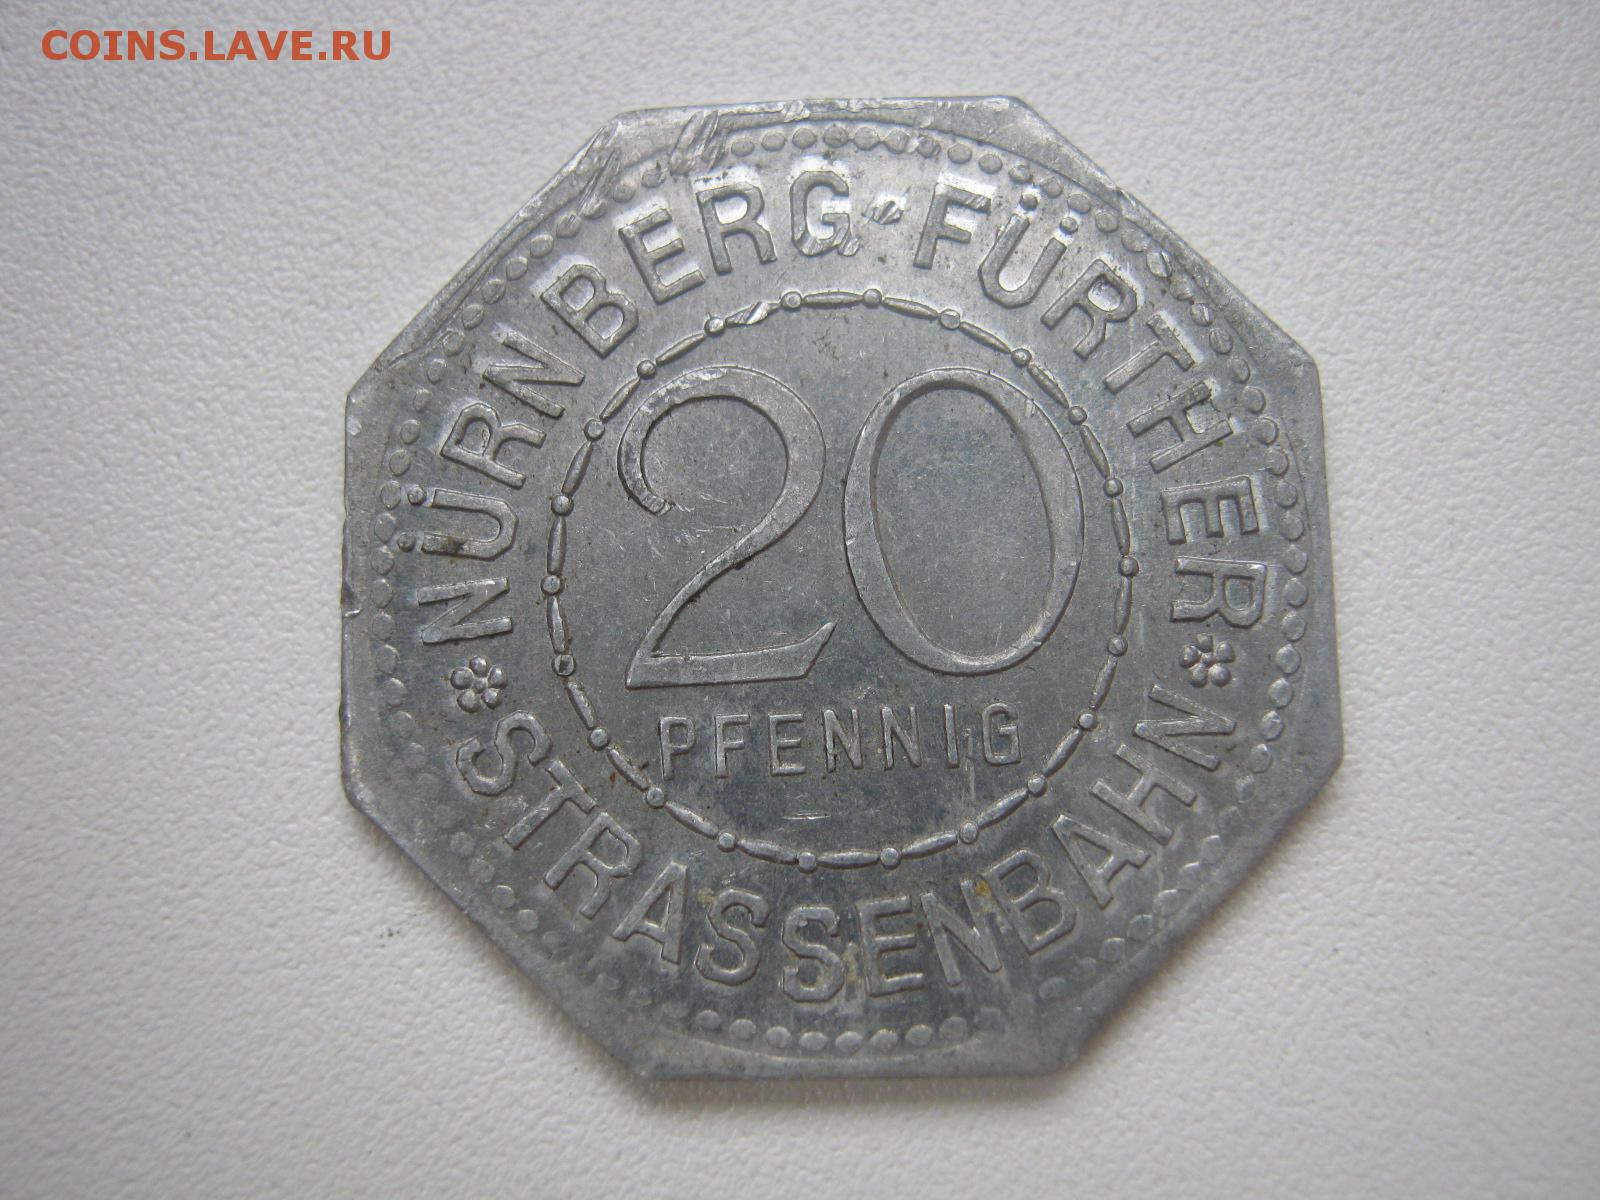 COINS.LAVE.RU
NÜRNBERG·FÜRTHER
20
PFENNIG
STRASSENBAHN